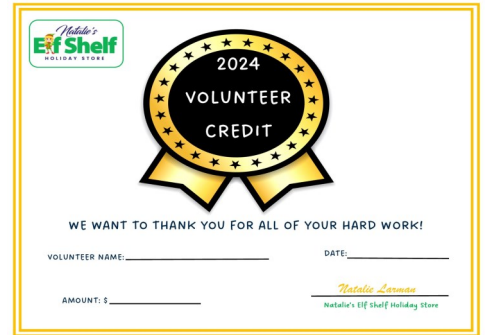 Natalie's
Elf Shelf
HOLIDAY STORE
2024
VOLUNTEER
CREDIT
WE WANT TO THANK YOU FOR ALL OF YOUR HARD WORK!
VOLUNTEER NAME:
DATE:
AMOUNT: $
Natalie Larman
Natalie's Elf Shelf Holiday Store